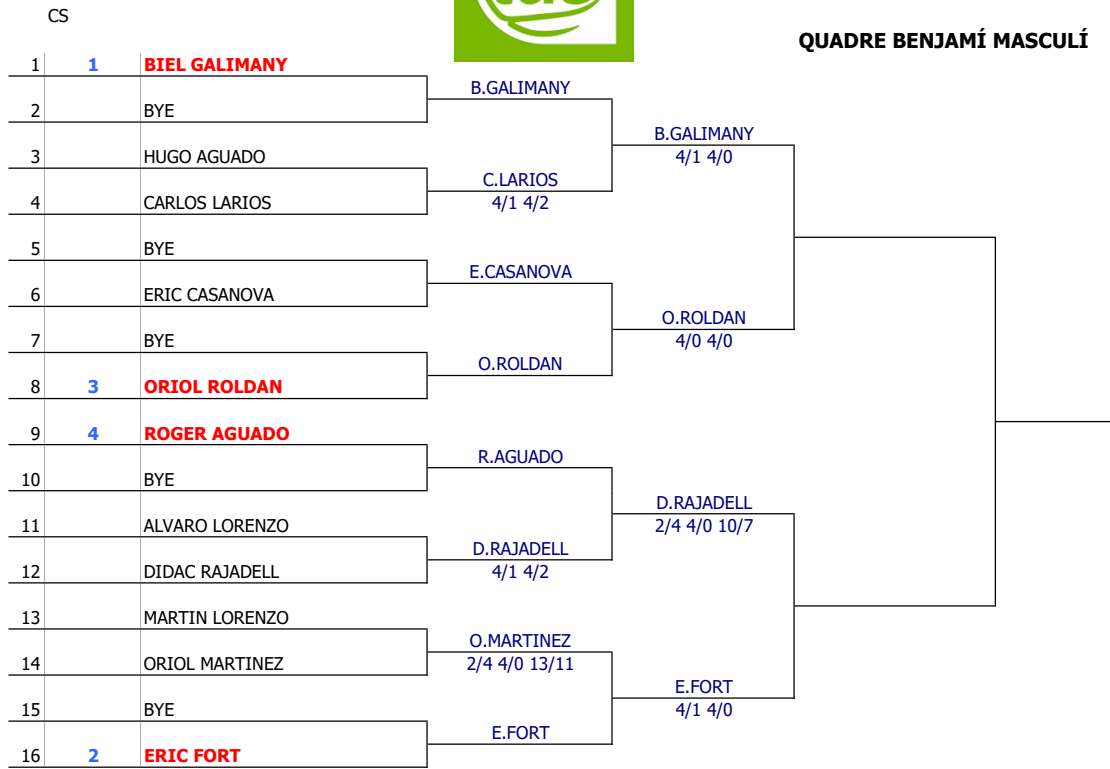 CS
QUADRE BENJAMÍ MASCULÍ
1 1 BIEL GALIMANY
B.GALIMANY
2 BYE
B.GALIMANY
4/1 4/0
3 HUGO AGUADO
C.LARIOS
4/1 4/2
4 CARLOS LARIOS
5 BYE
E.CASANOVA
6 ERIC CASANOVA
O.ROLDAN
4/0 4/0
7 BYE
O.ROLDAN
8 3 ORIOL ROLDAN
9 4 ROGER AGUADO
R.AGUADO
10 BYE
D.RAJADELL
2/4 4/0 10/7
11 ALVARO LORENZO
D.RAJADELL
4/1 4/2
12 DIDAC RAJADELL
13 MARTIN LORENZO
O.MARTINEZ
2/4 4/0 13/11
14 ORIOL MARTINEZ
E.FORT
4/1 4/0
15 BYE
E.FORT
16 2 ERIC FORT